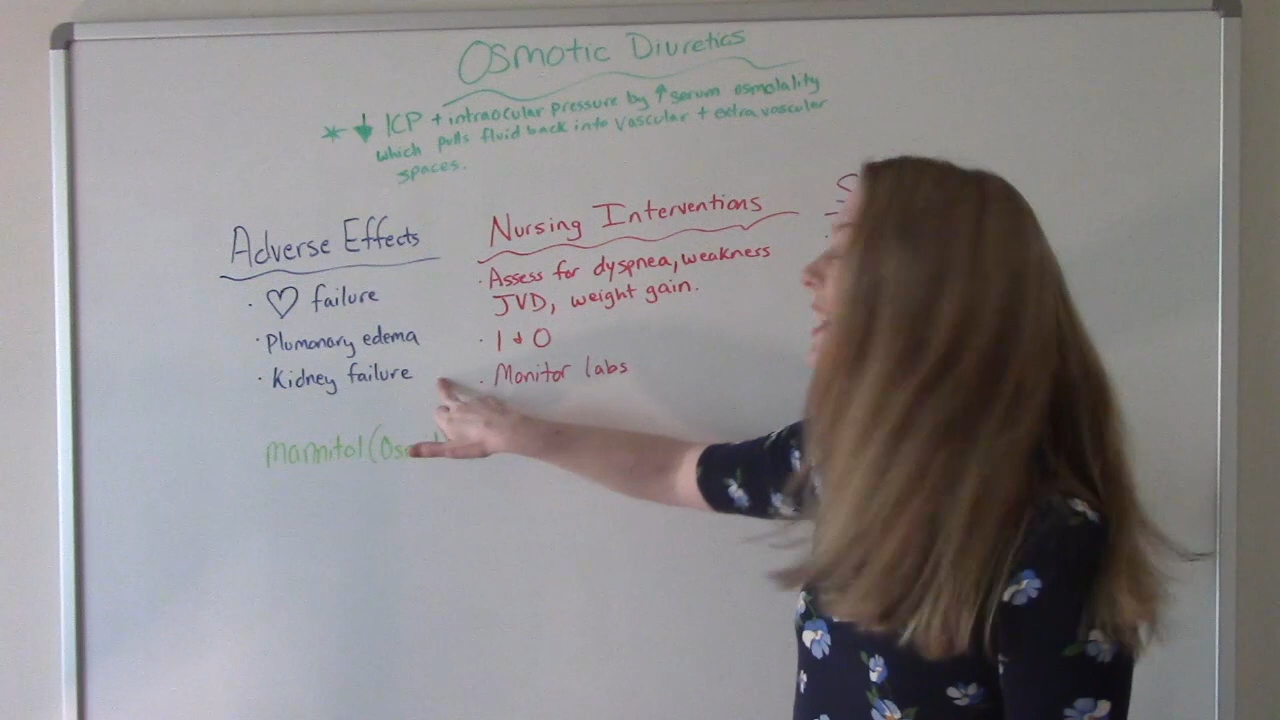 Osmotic Diuretics
* ↓ ICP + intraocular pressure by ↑ serum osmolality
which pulls fluid back into vascular + extravascular
spaces.
Adverse Effects
· ♡ failure
· Plumonary edema
· Kidney failure
Nursing Interventions
· Assess for dyspnea, weakness
JVD, weight gain.
· I + O
· Monitor labs
mannitol (Os